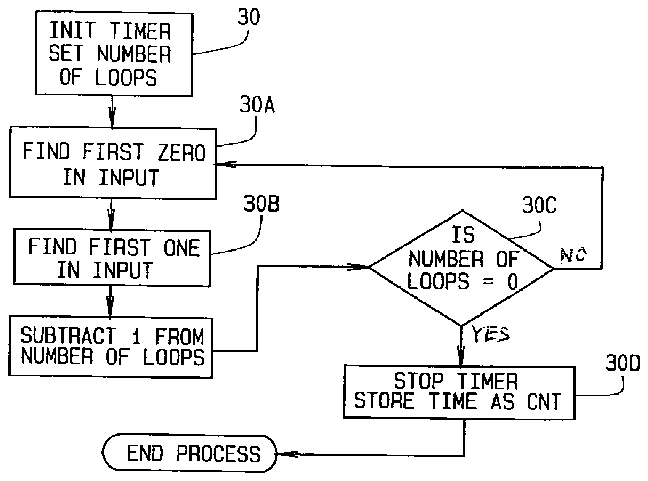 INIT TIMER
SET NUMBER
OF LOOPS
30
30A
FIND FIRST ZERO
IN INPUT
30B
FIND FIRST ONE
IN INPUT
SUBTRACT 1 FROM
NUMBER OF LOOPS
30C
IS
NUMBER OF
LOOPS = 0
NO
YES
30D
STOP TIMER
STORE TIME AS CNT
END PROCESS